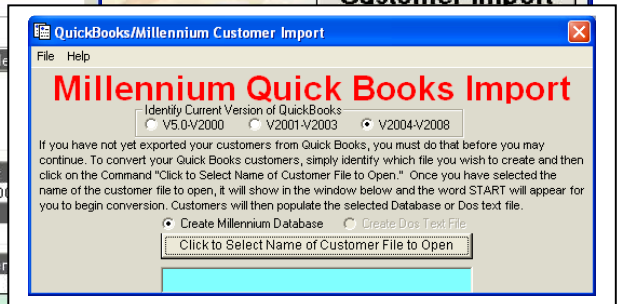 Customer Import
QuickBooks/Millennium Customer Import
File Help
Millennium Quick Books Import
Identify Current Version of QuickBooks
V5.0-V2000 V2001-V2003 V2004-V2008
If you have not yet exported your customers from Quick Books, you must do that before you may
continue. To convert your Quick Books customers, simply identify which file you wish to create and then
click on the Command "Click to Select Name of Customer File to Open." Once you have selected the
name of the customer file to open, it will show in the window below and the word START will appear for
you to begin conversion. Customers will then populate the selected Database or Dos text file.
Create Millennium Database Create Dos Text File
Click to Select Name of Customer File to Open